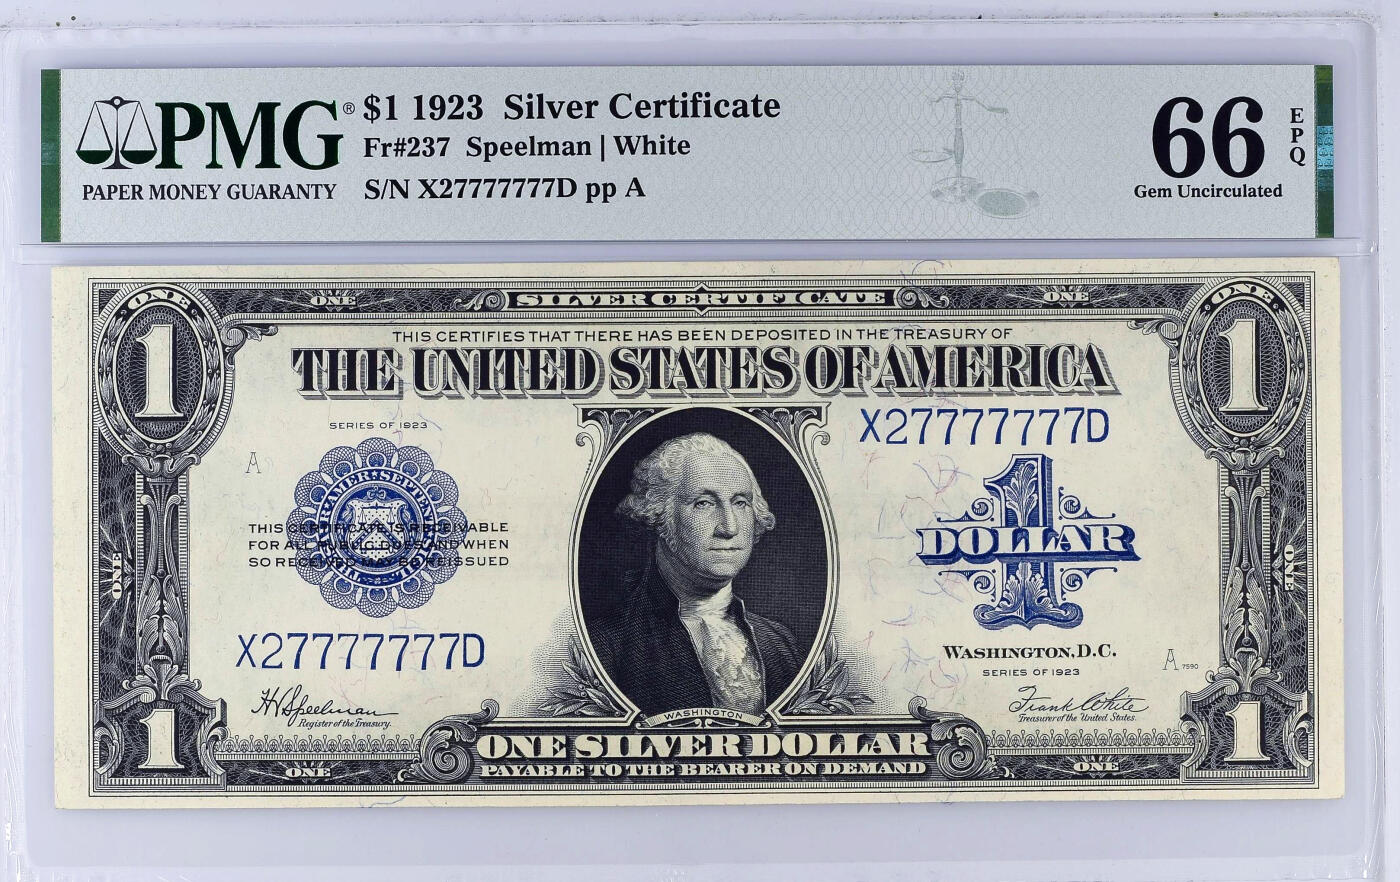 PMG®
PAPER MONEY GUARANTY
$1 1923 Silver Certificate
Fr#237 Speelman | White
S/N X27777777D pp A
66 EPQ
Gem Uncirculated
ONE
ONE
SILVER CERTIFICATE
ONE
ONE
1
1
THIS CERTIFIES THAT THERE HAS BEEN DEPOSITED IN THE TREASURY OF
THE UNITED STATES OF AMERICA
SERIES OF 1923
X27777777D
A
THIS CERTIFICATE IS RECEIVABLE
FOR ALL PUBLIC DUES AND WHEN
SO RECEIVED MAY BE REISSUED
1
DOLLAR
ONE
ONE
X27777777D
WASHINGTON, D.C.
SERIES OF 1923
A 7590
H V Speelman
Register of the Treasury.
Frank White
Treasurer of the United States.
WASHINGTON
1
1
ONE SILVER DOLLAR
PAYABLE TO THE BEARER ON DEMAND
ONE
ONE